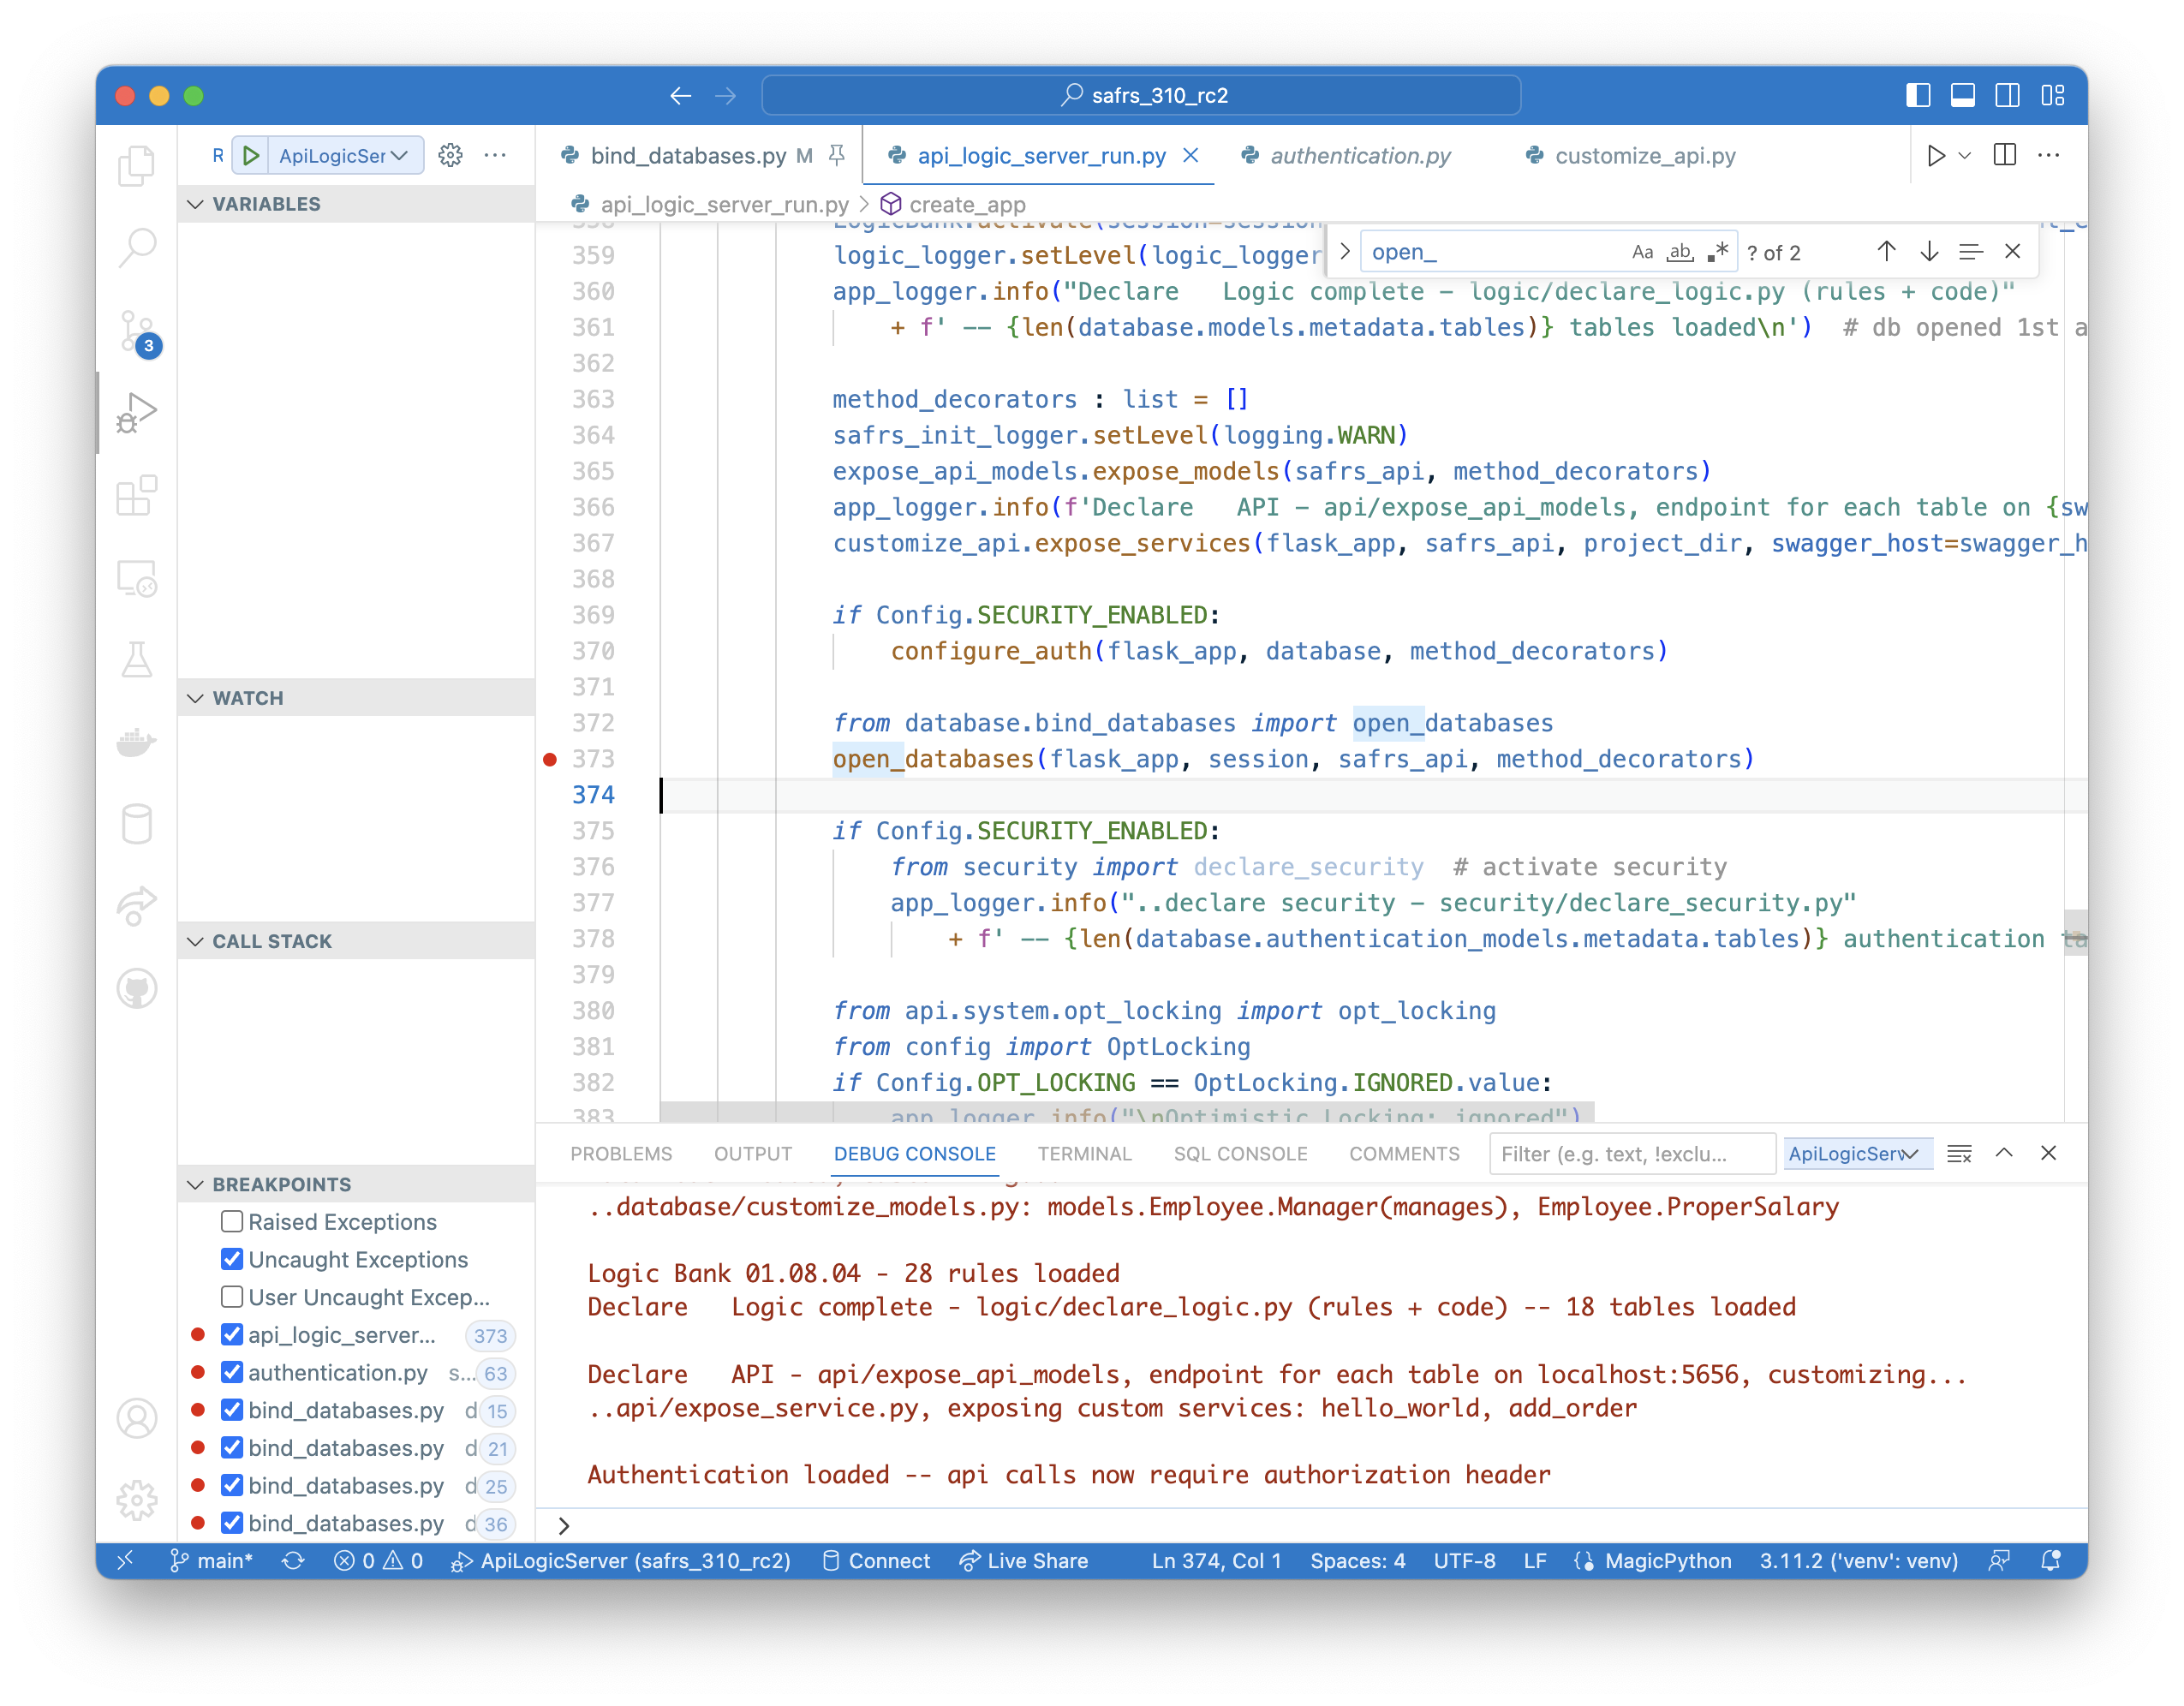 safrs_310_rc2
R ApiLogicSer
bind_databases.py M
api_logic_server_run.py
authentication.py
customize_api.py
VARIABLES
WATCH
CALL STACK
BREAKPOINTS
Raised Exceptions
Uncaught Exceptions
User Uncaught Excep...
api_logic_server... 373
authentication.py s... 63
bind_databases.py d 15
bind_databases.py d 21
bind_databases.py d 25
bind_databases.py d 36
3
api_logic_server_run.py > create_app
open_ Aa ab ? of 2
359 logic_logger.setLevel(logic_logger
360 app_logger.info("Declare   Logic complete - logic/declare_logic.py (rules + code)"
361 + f' -- {len(database.models.metadata.tables)} tables loaded\n')  # db opened 1st a
362
363 method_decorators : list = []
364 safrs_init_logger.setLevel(logging.WARN)
365 expose_api_models.expose_models(safrs_api, method_decorators)
366 app_logger.info(f'Declare   API - api/expose_api_models, endpoint for each table on {sw
367 customize_api.expose_services(flask_app, safrs_api, project_dir, swagger_host=swagger_h
368
369 if Config.SECURITY_ENABLED:
370 configure_auth(flask_app, database, method_decorators)
371
372 from database.bind_databases import open_databases
373 open_databases(flask_app, session, safrs_api, method_decorators)
374
375 if Config.SECURITY_ENABLED:
376 from security import declare_security  # activate security
377 app_logger.info("..declare security - security/declare_security.py"
378 + f' -- {len(database.authentication_models.metadata.tables)} authentication ta
379
380 from api.system.opt_locking import opt_locking
381 from config import OptLocking
382 if Config.OPT_LOCKING == OptLocking.IGNORED.value:
383 app_logger.info("\nOptimistic Locking: ignored")
PROBLEMS OUTPUT DEBUG CONSOLE TERMINAL SQL CONSOLE COMMENTS Filter (e.g. text, !exclu... ApiLogicServ
..database/customize_models.py: models.Employee.Manager(manages), Employee.ProperSalary
Logic Bank 01.08.04 - 28 rules loaded
Declare   Logic complete - logic/declare_logic.py (rules + code) -- 18 tables loaded
Declare   API - api/expose_api_models, endpoint for each table on localhost:5656, customizing...
..api/expose_service.py, exposing custom services: hello_world, add_order
Authentication loaded -- api calls now require authorization header
>
main* 0 0 ApiLogicServer (safrs_310_rc2) Connect Live Share Ln 374, Col 1 Spaces: 4 UTF-8 LF MagicPython 3.11.2 ('venv': venv)